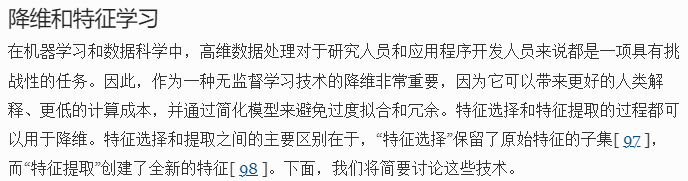 降维和特征学习
在机器学习和数据科学中，高维数据处理对于研究人员和应用程序开发人员来说都是一项具有挑
战性的任务。因此，作为一种无监督学习技术的降维非常重要，因为它可以带来更好的人类解
释、更低的计算成本，并通过简化模型来避免过度拟合和冗余。特征选择和特征提取的过程都可
以用于降维。特征选择和提取之间的主要区别在于，“特征选择”保留了原始特征的子集[ 97 ]，
而“特征提取”创建了全新的特征[ 98 ]。下面，我们将简要讨论这些技术。